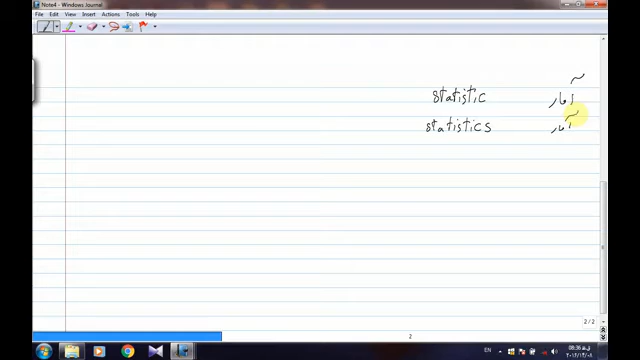 Note4 - Windows Journal
File Edit View Insert Actions Tools Help
statistic آمار
statistics آمار
2 / 2
2
EN